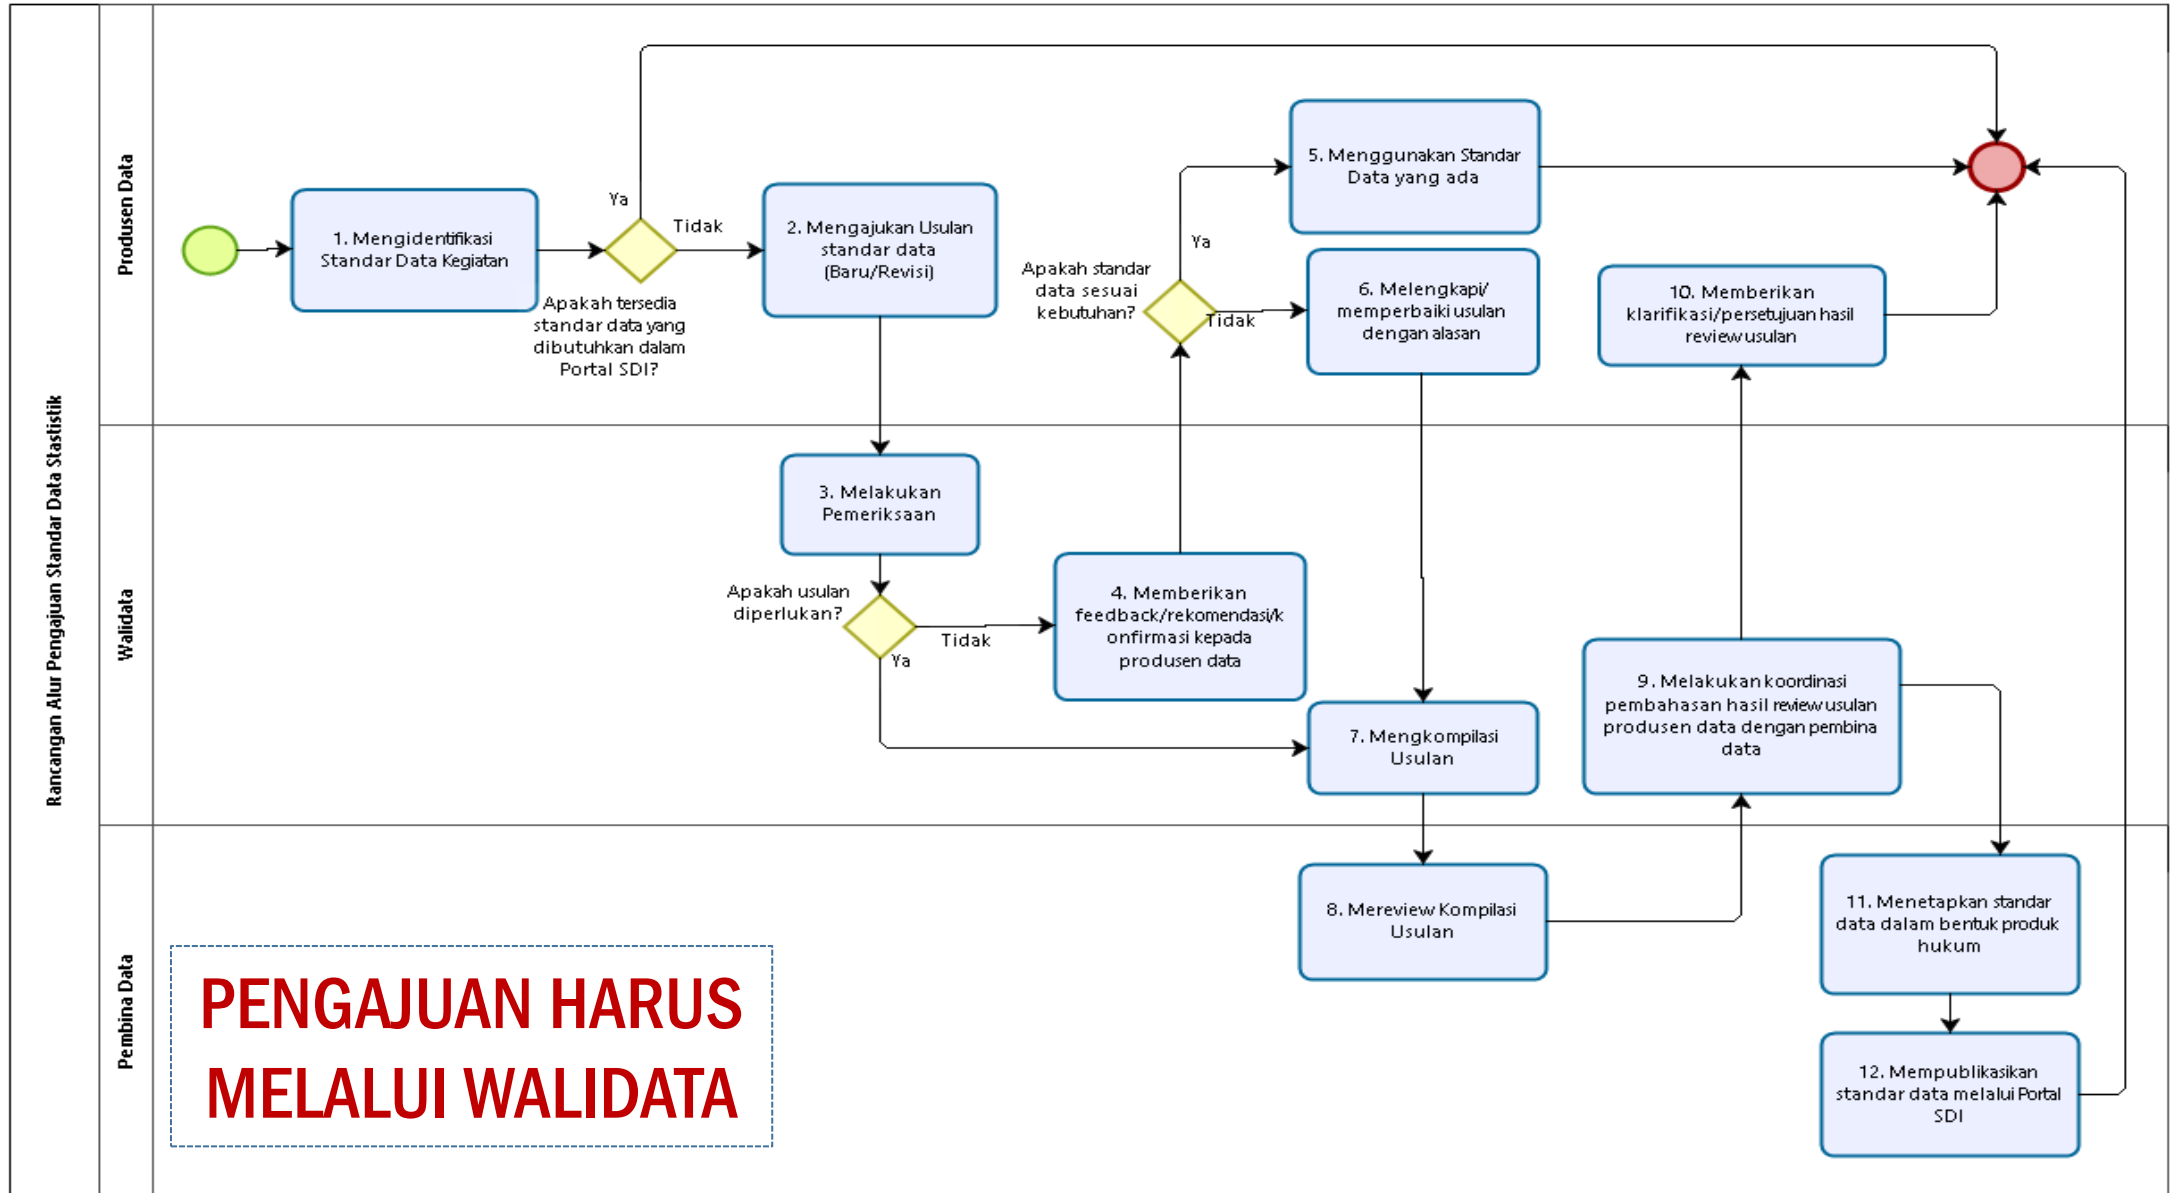 Rancangan Alur Pengajuan Standar Data Stastistik
Produsen Data
1. Mengidentifikasi
Standar Data Kegiatan
Ya
Tidak
Apakah tersedia
standar data yang
dibutuhkan dalam
Portal SDI?
2. Mengajukan Usulan
standar data
(Baru/Revisi)
Apakah standar
data sesuai
kebutuhan?
Ya
Tidak
5. Menggunakan Standar
Data yang ada
6. Melengkapi/
memperbaiki usulan
dengan alasan
10. Memberikan
klarifikasi/persetujuan hasil
review usulan
Walidata
3. Melakukan
Pemeriksaan
Apakah usulan
diperlukan?
Tidak
Ya
4. Memberikan
feedback/rekomendasi/k
onfirmasi kepada
produsen data
7. Mengkompilasi
Usulan
9. Melakukan koordinasi
pembahasan hasil review usulan
produsen data dengan pembina
data
Pembina Data
8. Mereview Kompilasi
Usulan
11. Menetapkan standar
data dalam bentuk produk
hukum
12. Mempublikasikan
standar data melalui Portal
SDI
PENGAJUAN HARUS
MELALUI WALIDATA